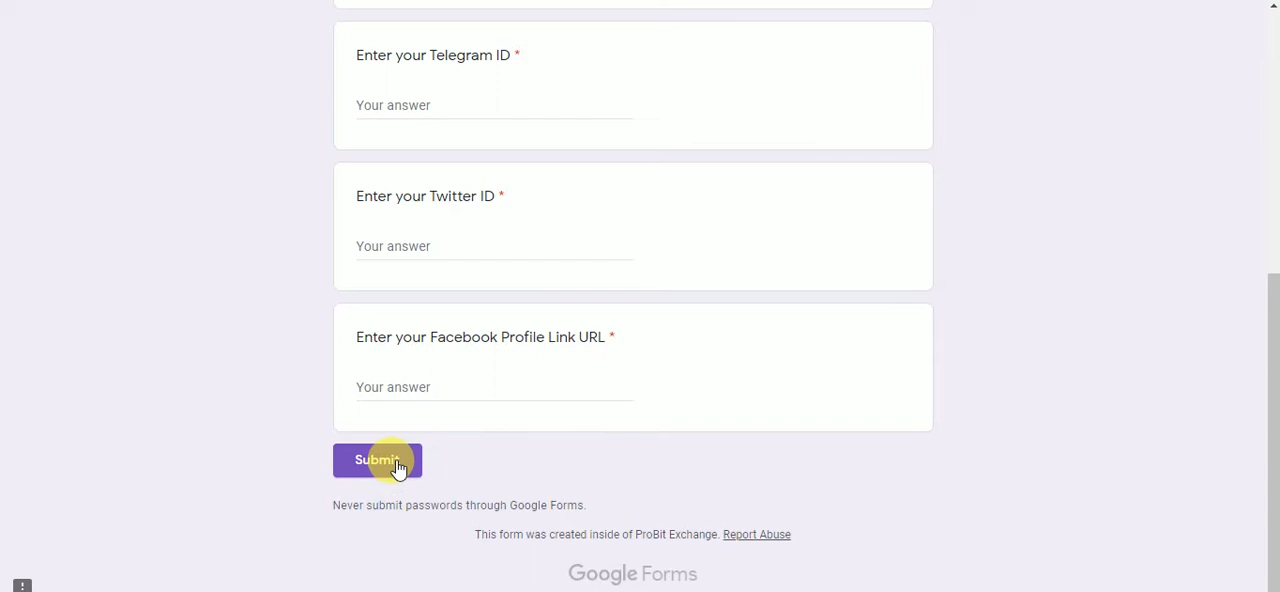 Enter your Telegram ID *
Your answer
Enter your Twitter ID *
Your answer
Enter your Facebook Profile Link URL *
Your answer
Submit
Never submit passwords through Google Forms.
This form was created inside of ProBit Exchange. Report Abuse
Google Forms
!